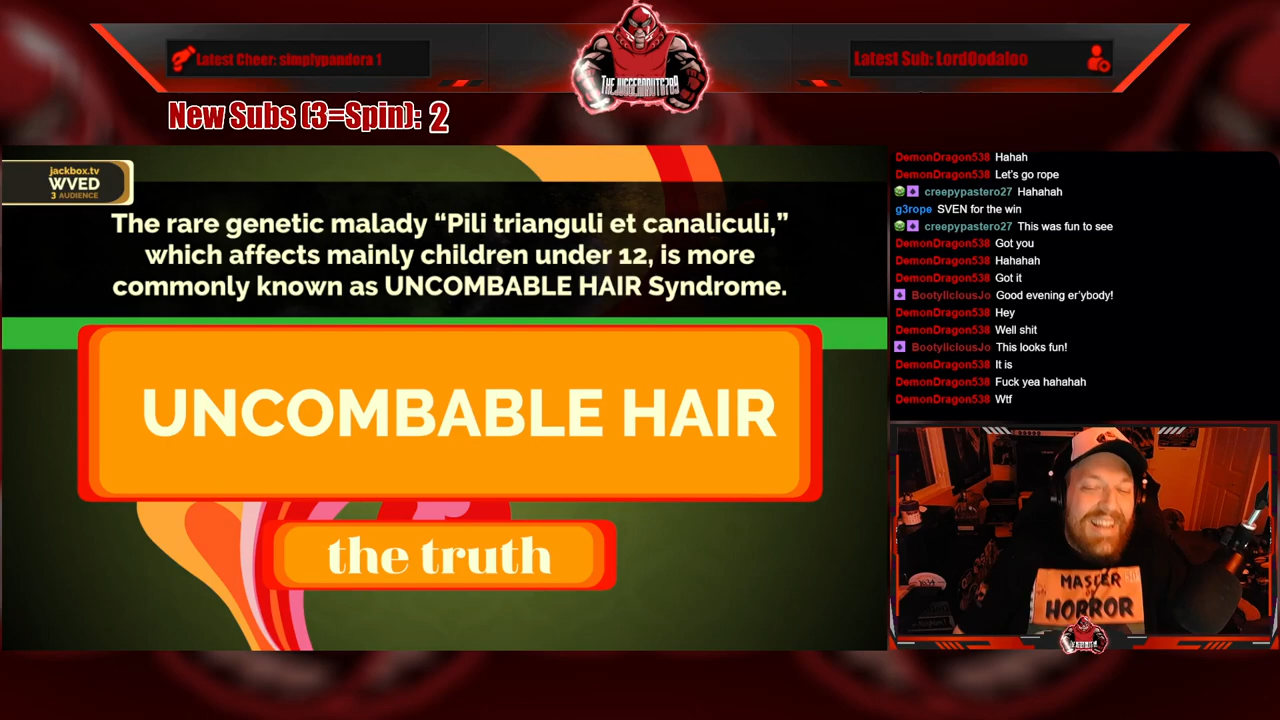 Latest Cheer: simplypandora 1
THEJUGGERNAUT6789
Latest Sub: LordOodaloo
New Subs (3=Spin): 2
jackbox.tv
WVED
3 AUDIENCE
The rare genetic malady “Pili trianguli et canaliculi,”
which affects mainly children under 12, is more
commonly known as UNCOMBABLE HAIR Syndrome.
UNCOMBABLE HAIR
the truth
DemonDragon538 Hahah
DemonDragon538 Let's go rope
creepypastero27 Hahahah
g3rope SVEN for the win
creepypastero27 This was fun to see
DemonDragon538 Got you
DemonDragon538 Hahahah
DemonDragon538 Got it
BootyliciousJo Good evening er'ybody!
DemonDragon538 Hey
DemonDragon538 Well shit
BootyliciousJo This looks fun!
DemonDragon538 It is
DemonDragon538 Fuck yea hahahah
DemonDragon538 Wtf
MASTER
HORROR